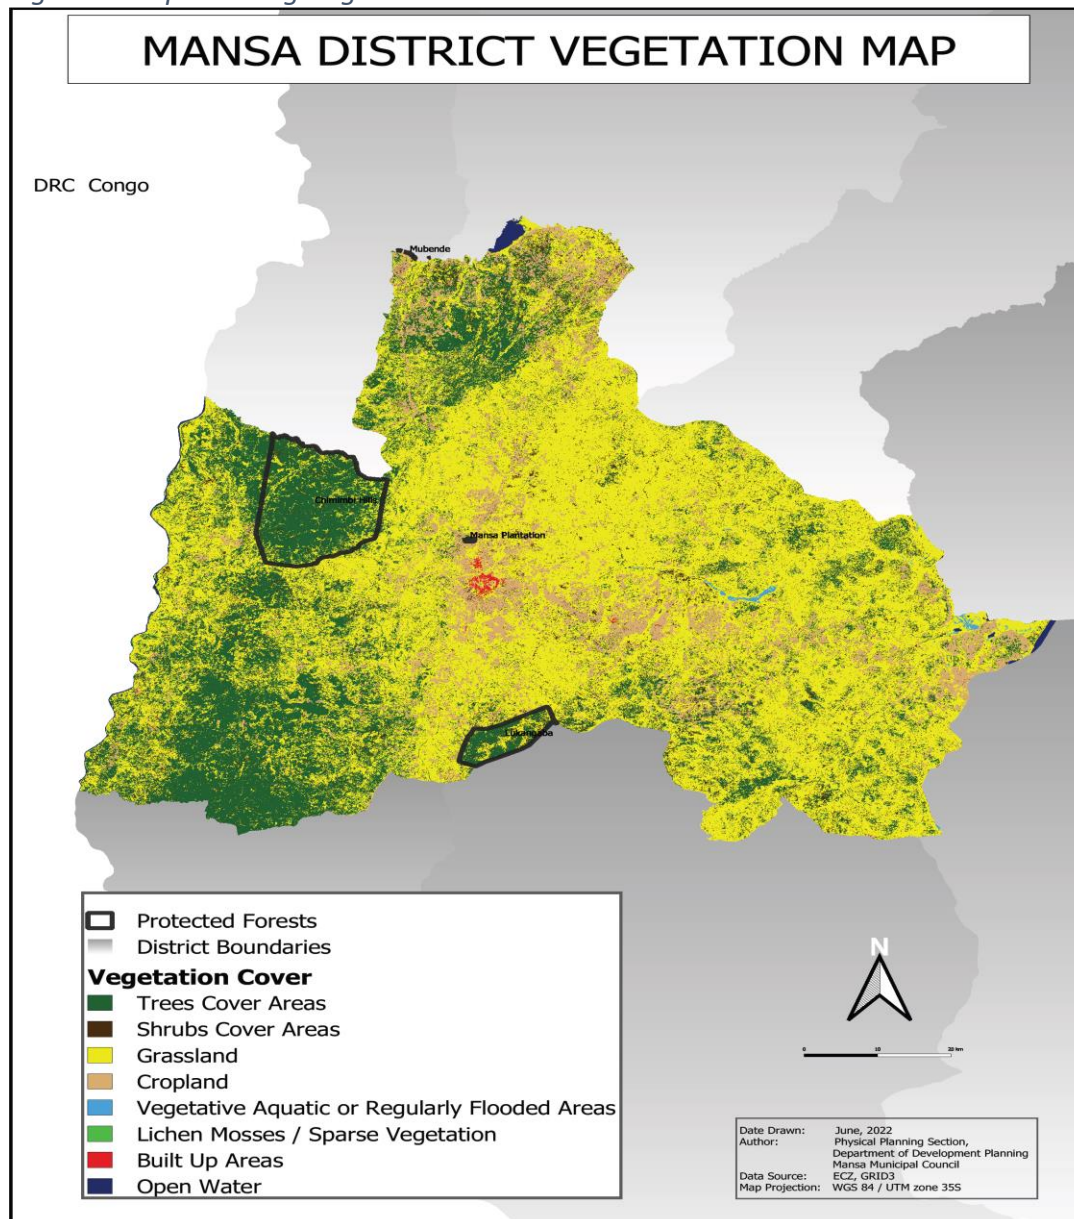 MANSA DISTRICT VEGETATION MAP
DRC Congo
Mubende
Chimimbi Hills
Mansa Plantation
Lukangaba
Protected Forests
District Boundaries
Vegetation Cover
Trees Cover Areas
Shrubs Cover Areas
Grassland
Cropland
Vegetative Aquatic or Regularly Flooded Areas
Lichen Mosses / Sparse Vegetation
Built Up Areas
Open Water
N
0 10 20 km
Date Drawn: June, 2022
Author: Physical Planning Section,
Department of Development Planning
Mansa Municipal Council
Data Source: ECZ, GRID3
Map Projection: WGS 84 / UTM zone 35S